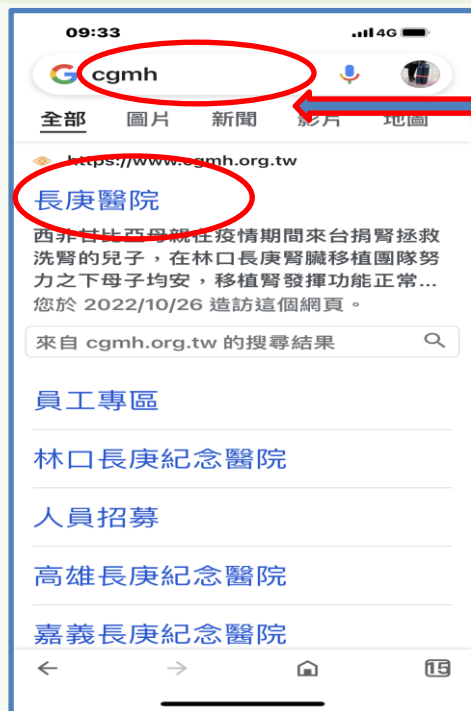 09:33
4G
cgmh
全部 圖片 新聞 影片 地圖
https://www.cgmh.org.tw
長庚醫院
西非甘比亞母親在疫情期間來台捐腎拯救
洗腎的兒子，在林口長庚腎臟移植團隊努
力之下母子均安，移植腎發揮功能正常...
您於 2022/10/26 造訪這個網頁。
來自 cgmh.org.tw 的搜尋結果
員工專區
林口長庚紀念醫院
人員招募
高雄長庚紀念醫院
嘉義長庚紀念醫院
15